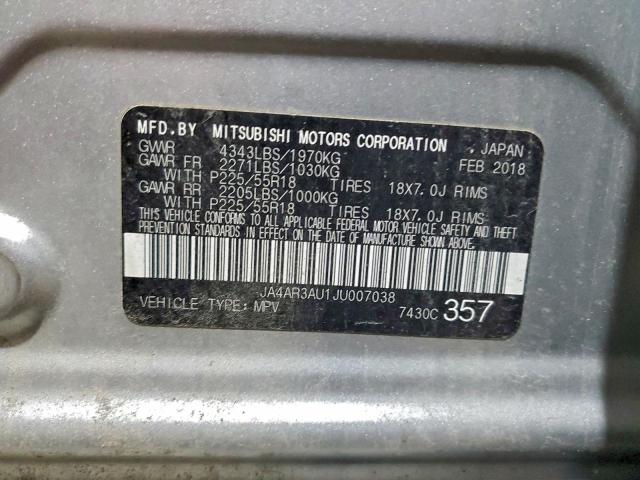 MFD.BY MITSUBISHI MOTORS CORPORATION, JAPAN
GVWR 4343LBS/1970KG FEB 2018
GAWR FR 2271LBS/1030KG
WITH P225/55R18 TIRES 18X7.0J RIMS
GAWR RR 2205LBS/1000KG
WITH P225/55R18 TIRES 18X7.0J RIMS
THIS VEHICLE CONFORMS TO ALL APPLICABLE FEDERAL MOTOR VEHICLE SAFETY AND THEFT
PREVENTION STANDARDS IN EFFECT ON THE DATE OF MANUFACTURE SHOWN ABOVE.
JA4AR3AU1JU007038
VEHICLE TYPE: MPV 7430C 357